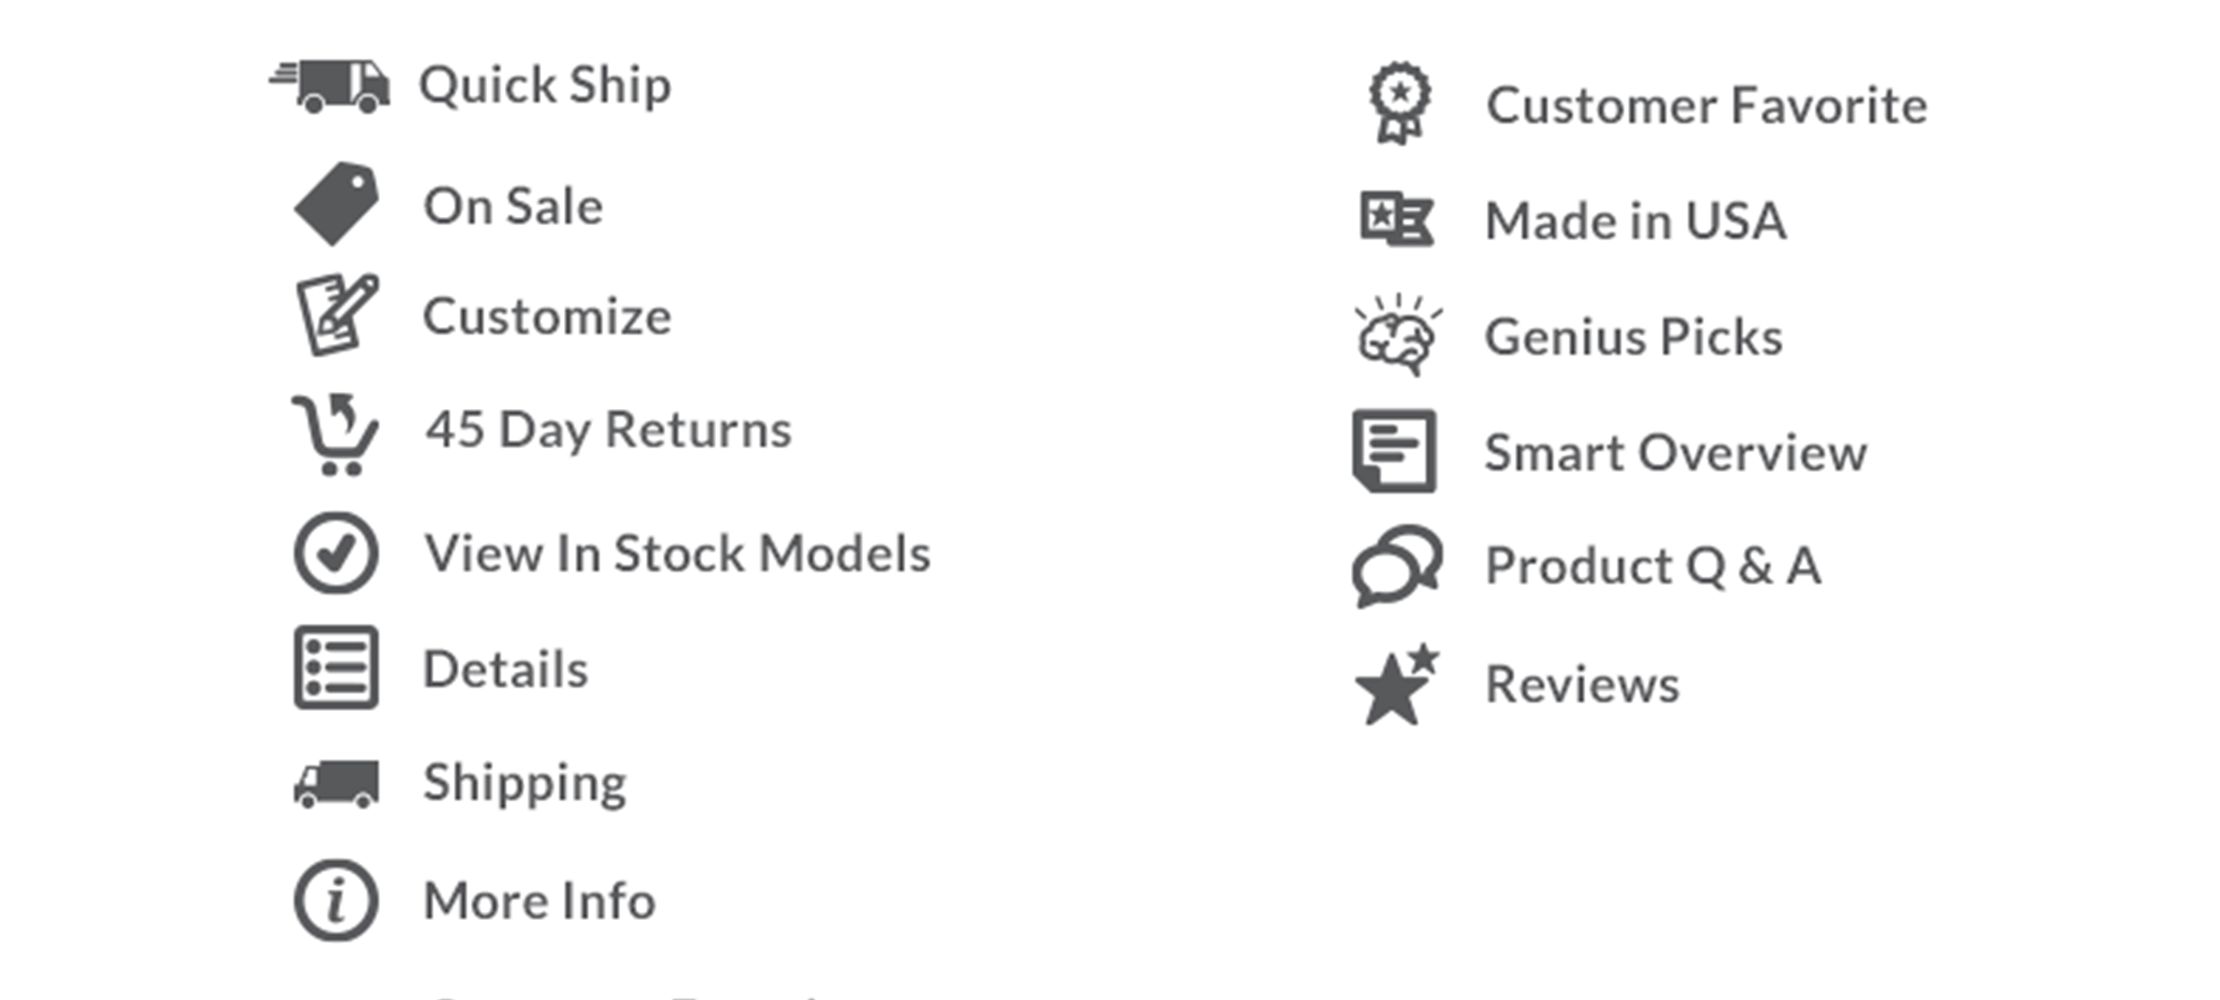 Quick Ship
On Sale
Customize
45 Day Returns
View In Stock Models
Details
Shipping
More Info
Customer Favorite
Made in USA
Genius Picks
Smart Overview
Product Q & A
Reviews